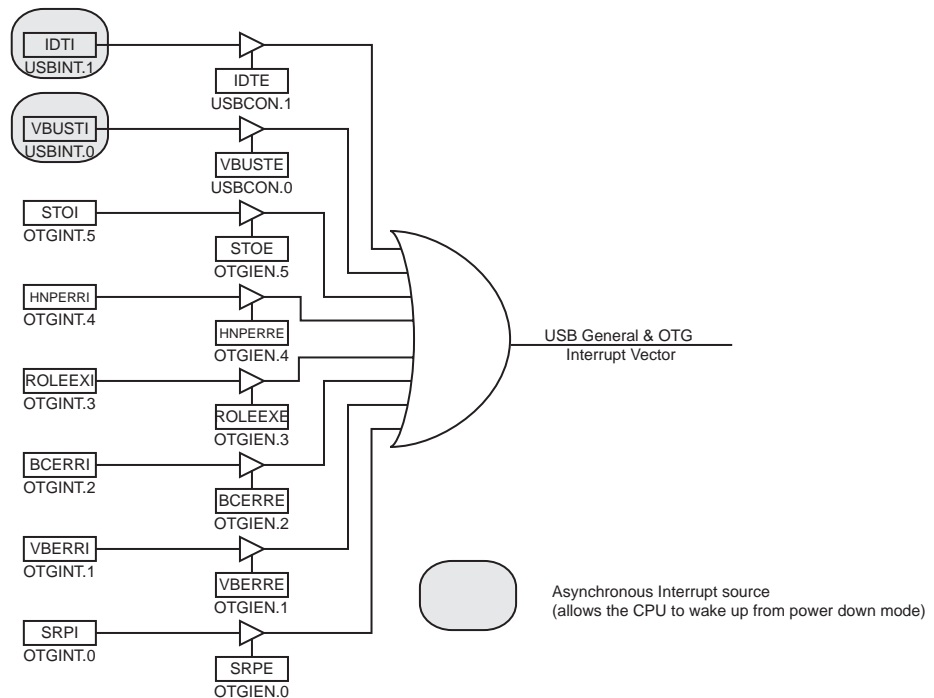 IDTI
USBINT.1
IDTE
USBCON.1
VBUSTI
USBINT.0
VBUSTE
USBCON.0
STOI
OTGINT.5
STOE
OTGIEN.5
HNPERRI
OTGINT.4
HNPERRE
OTGIEN.4
ROLEEXI
OTGINT.3
ROLEEXE
OTGIEN.3
BCERRI
OTGINT.2
BCERRE
OTGIEN.2
VBERRI
OTGINT.1
VBERRE
OTGIEN.1
SRPI
OTGINT.0
SRPE
OTGIEN.0
USB General & OTG
Interrupt Vector
Asynchronous Interrupt source
(allows the CPU to wake up from power down mode)